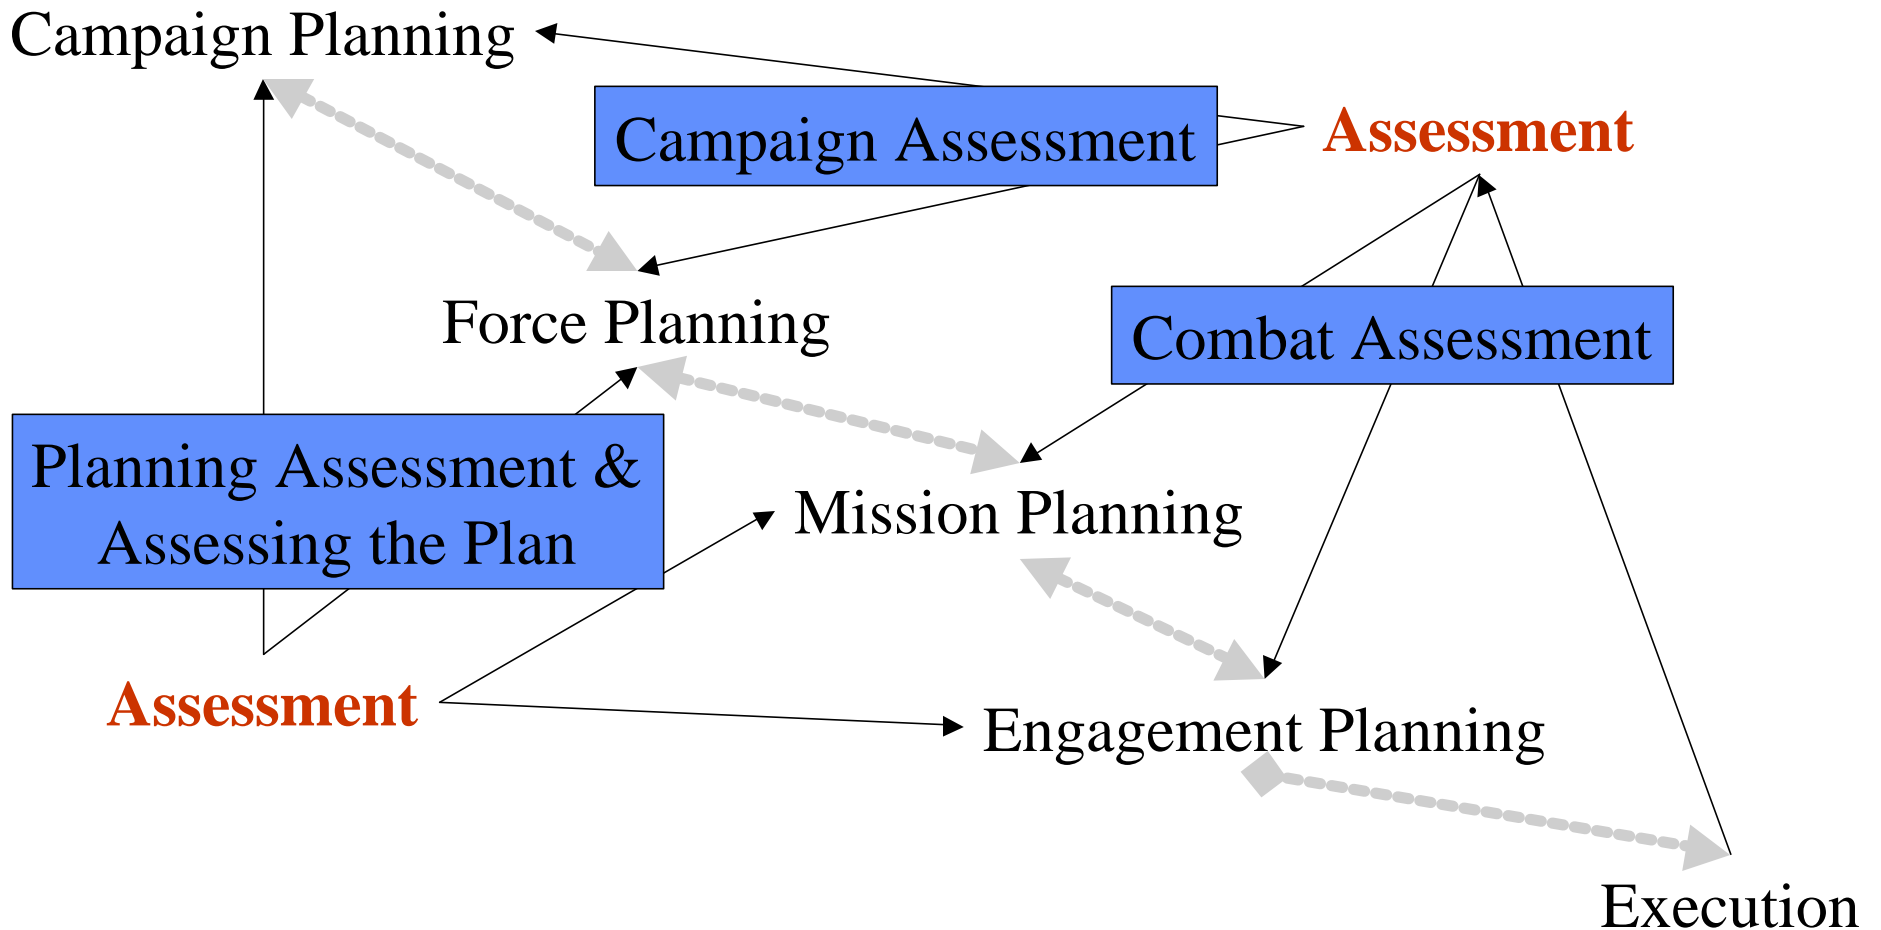 Campaign Planning
Campaign Assessment
Assessment
Force Planning
Combat Assessment
Planning Assessment &
Assessing the Plan
Mission Planning
Assessment
Engagement Planning
Execution